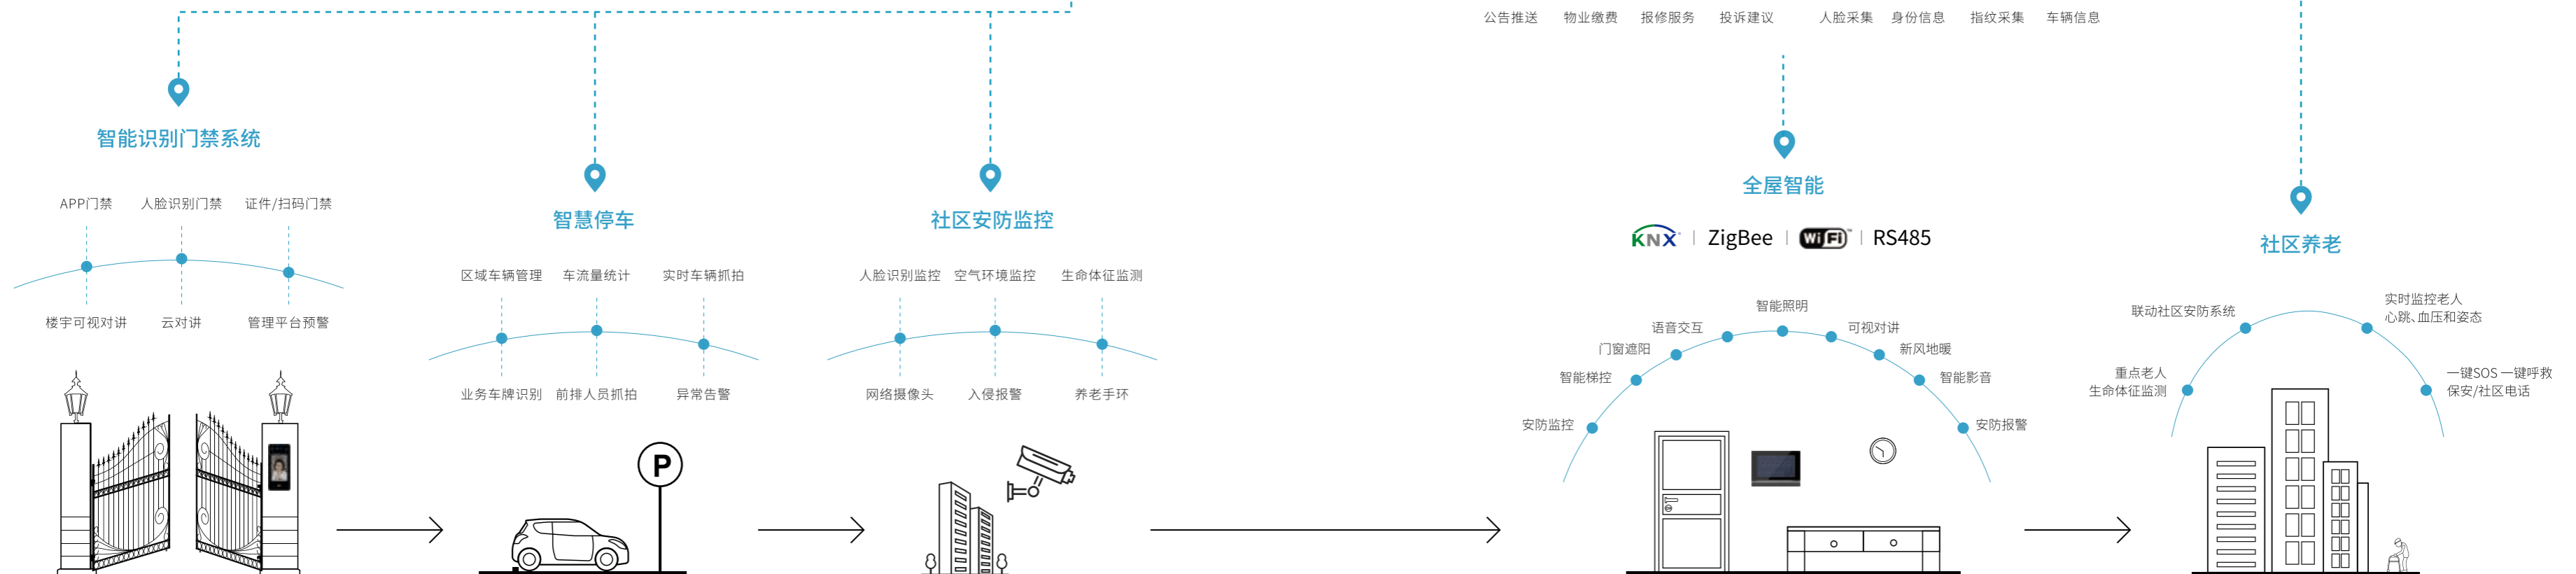 公告推送 物业缴费 报修服务 投诉建议 人脸采集 身份信息 指纹采集 车辆信息
智能识别门禁系统
APP门禁 人脸识别门禁 证件/扫码门禁
楼宇可视对讲 云对讲 管理平台预警
智慧停车
区域车辆管理 车流量统计 实时车辆抓拍
业务车牌识别 前排人员抓拍 异常告警
P
社区安防监控
人脸识别监控 空气环境监控 生命体征监测
网络摄像头 入侵报警 养老手环
全屋智能
KNX | ZigBee | WiFi | RS485
智能照明
语音交互 可视对讲
门窗遮阳 新风地暖
智能梯控 智能影音
安防监控 安防报警
社区养老
联动社区安防系统
实时监控老人
心跳、血压和姿态
重点老人
生命体征监测
一键SOS 一键呼救
保安/社区电话